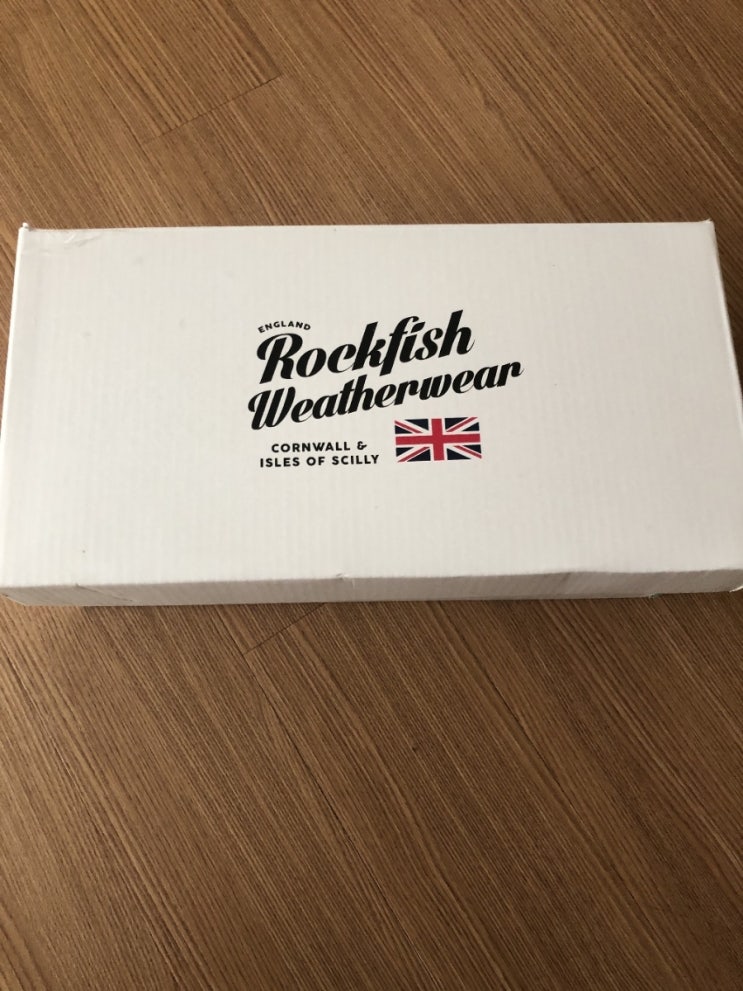 ENGLAND
Rockfish
Weatherwear
CORNWALL &
ISLES OF SCILLY